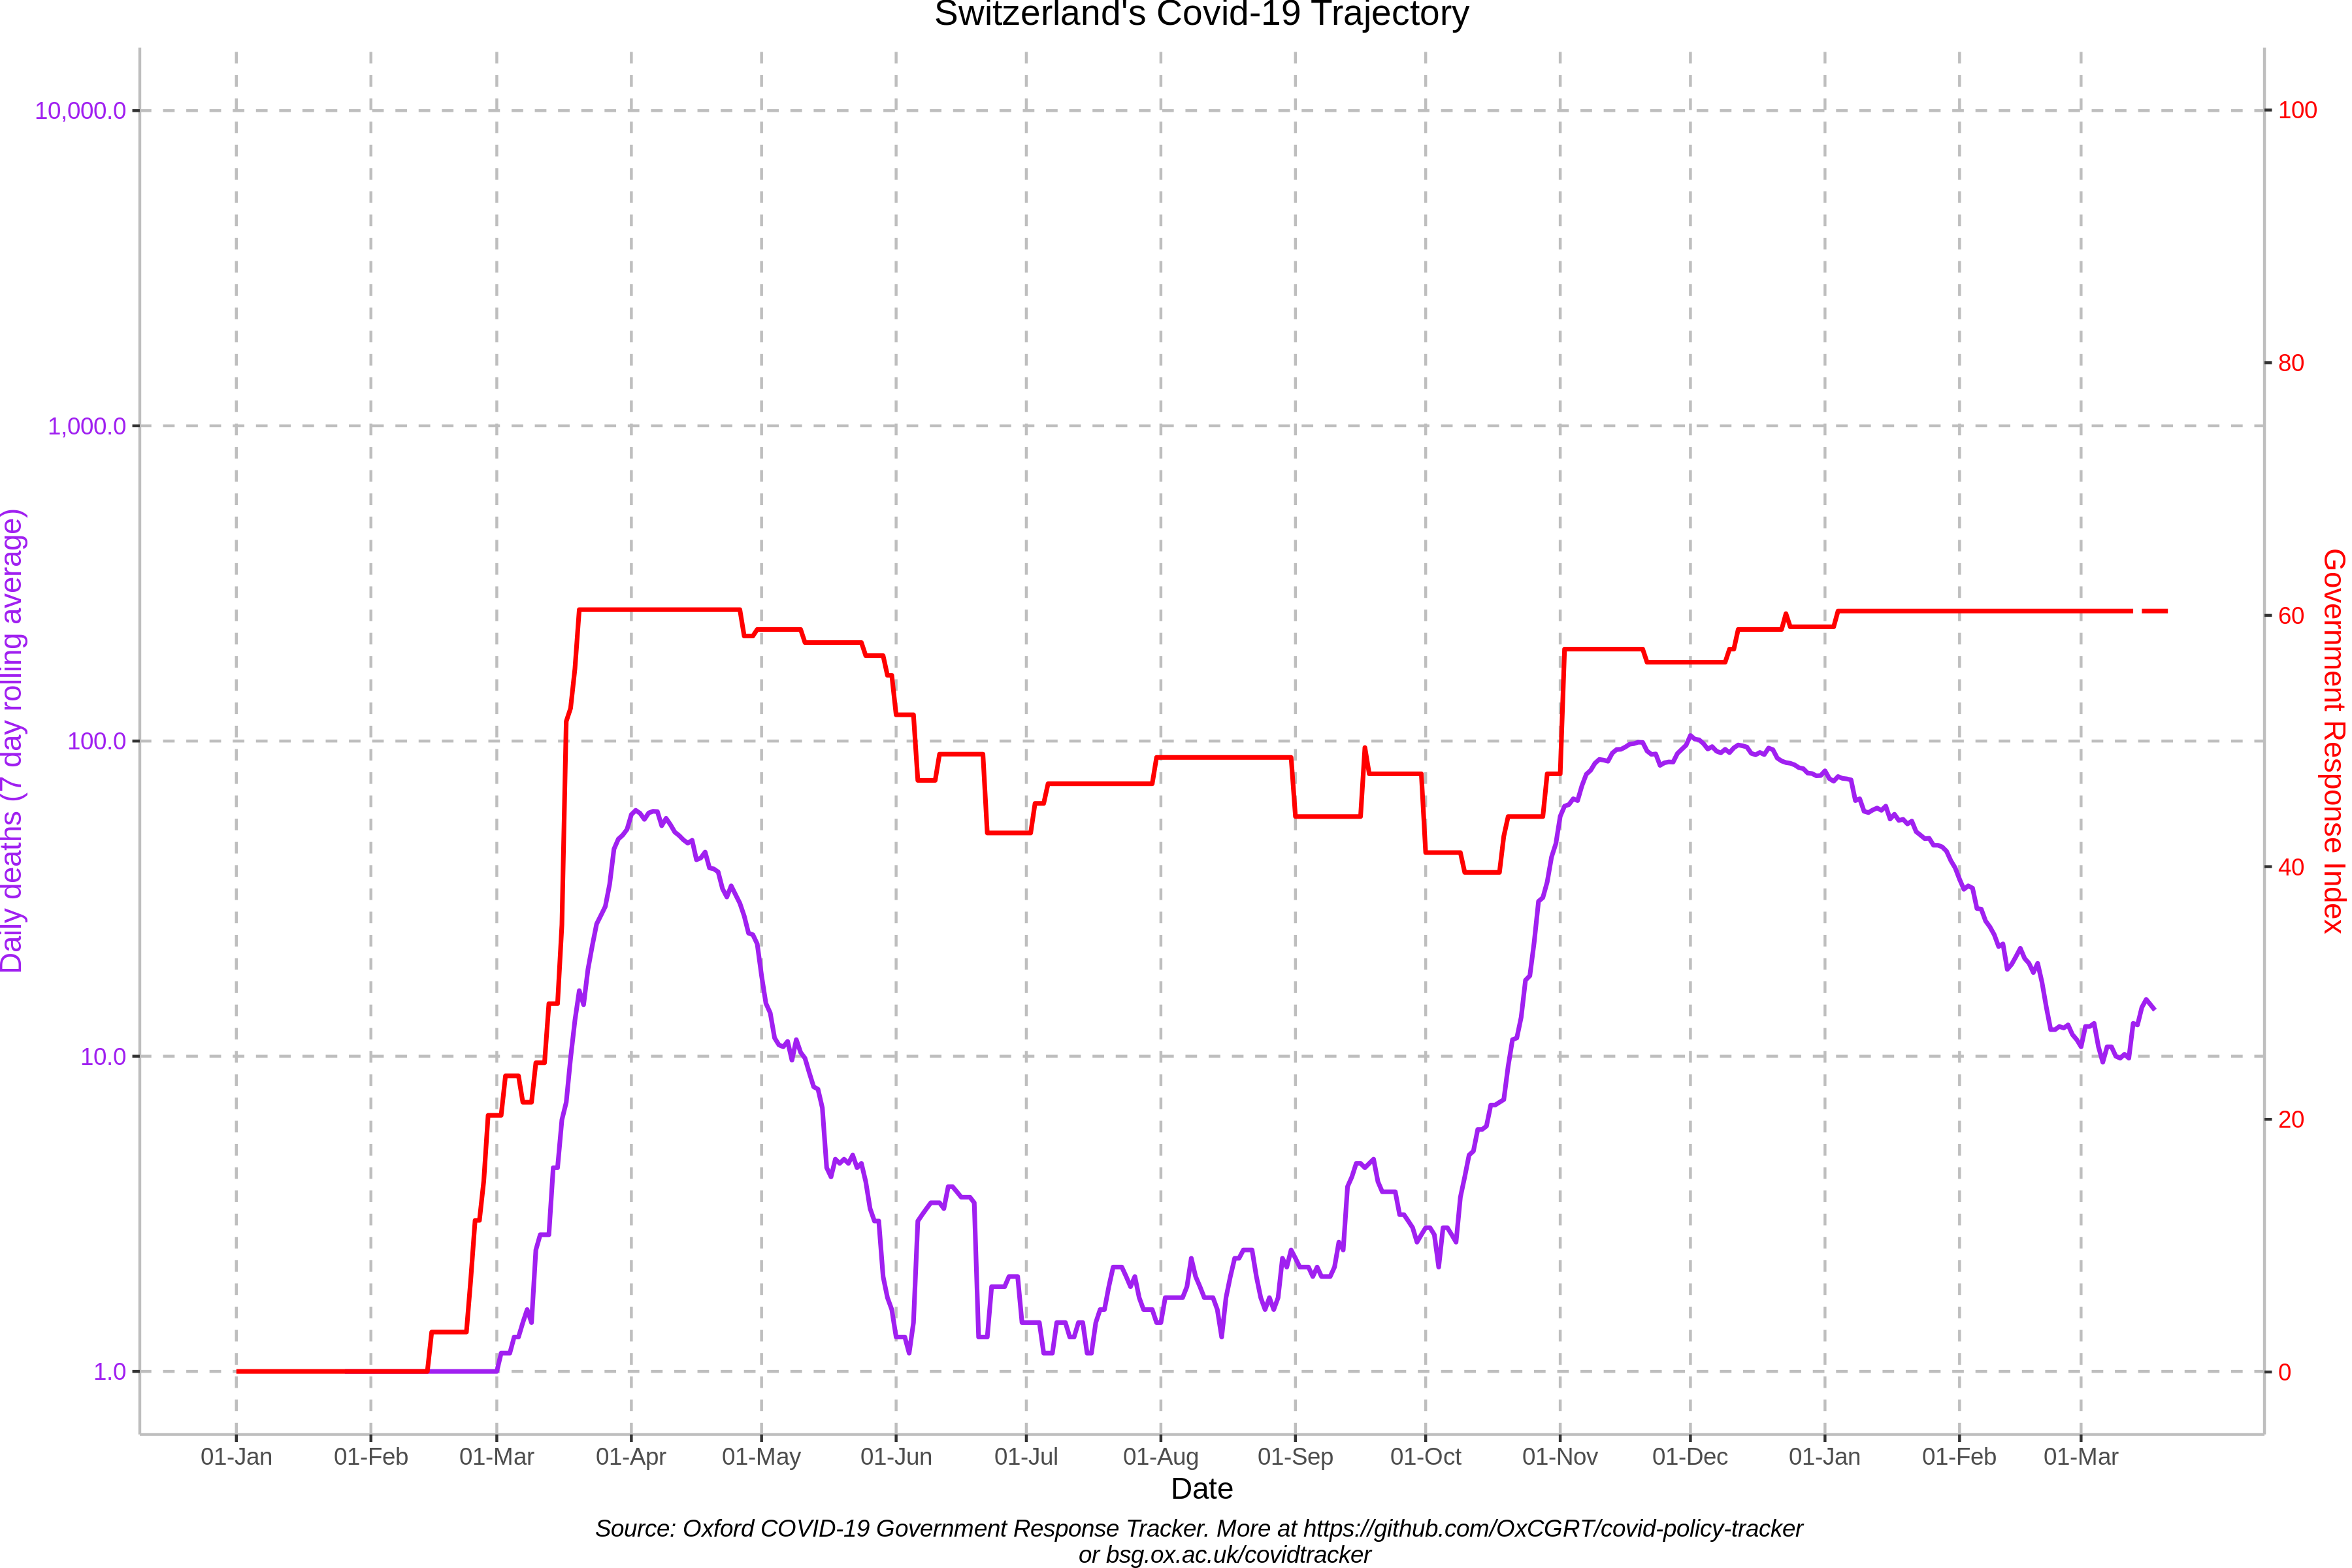 Switzerland's Covid-19 Trajectory
10,000.0
1,000.0
100.0
10.0
1.0
Daily deaths (7 day rolling average)
100
80
60
40
20
0
Government Response Index
01-Jan 01-Feb 01-Mar 01-Apr 01-May 01-Jun 01-Jul 01-Aug 01-Sep 01-Oct 01-Nov 01-Dec 01-Jan 01-Feb 01-Mar
Date
Source: Oxford COVID-19 Government Response Tracker. More at https://github.com/OxCGRT/covid-policy-tracker
or bsg.ox.ac.uk/covidtracker